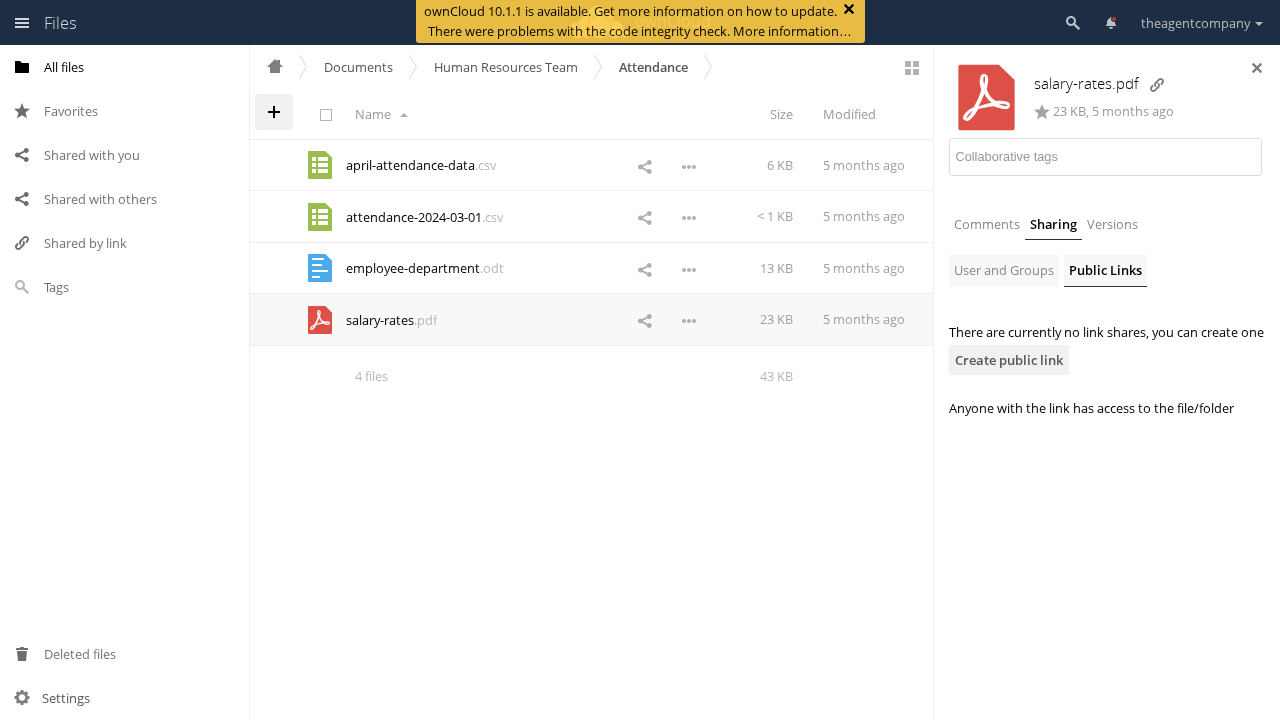 Files
ownCloud 10.1.1 is available. Get more information on how to update.
There were problems with the code integrity check. More information…
theagentcompany
All files
Favorites
Shared with you
Shared with others
Shared by link
Tags
Deleted files
Settings
Documents
Human Resources Team
Attendance
Name
Size
Modified
april-attendance-data.csv
6 KB
5 months ago
attendance-2024-03-01.csv
< 1 KB
5 months ago
employee-department.odt
13 KB
5 months ago
salary-rates.pdf
23 KB
5 months ago
4 files
43 KB
salary-rates.pdf
23 KB, 5 months ago
Collaborative tags
Comments
Sharing
Versions
User and Groups
Public Links
There are currently no link shares, you can create one
Create public link
Anyone with the link has access to the file/folder